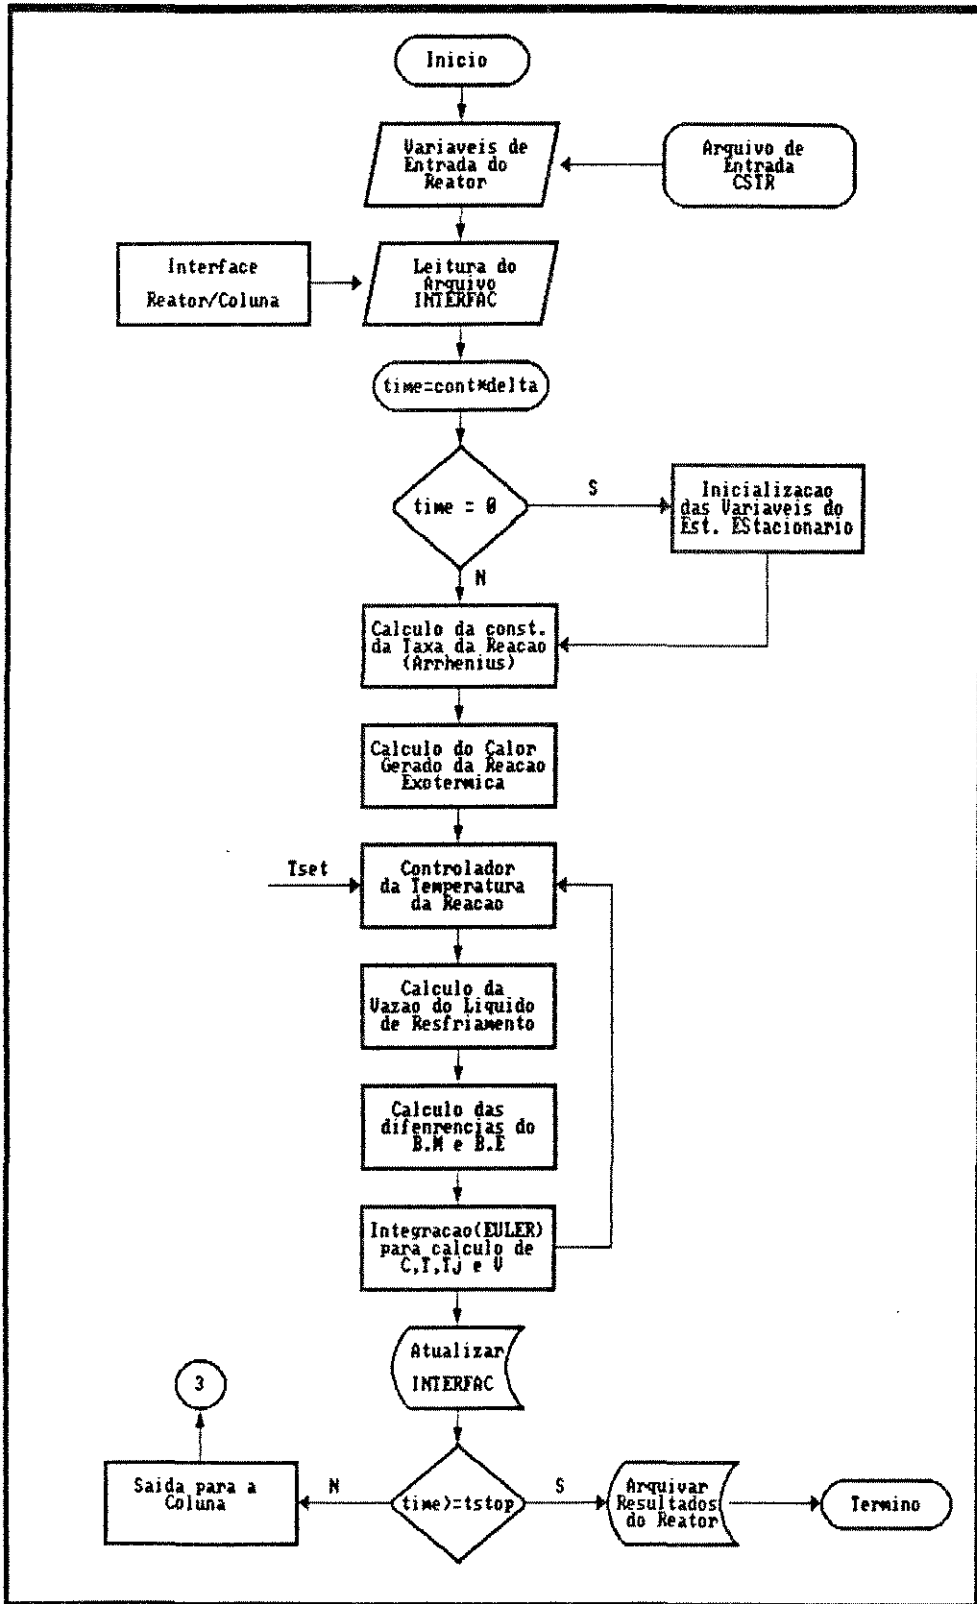 Inicio
Variaveis de
Entrada do
Reator
Arquivo de
Entrada
CSTR
Interface
Reator/Coluna
Leitura do
Arquivo
INTERFAC
time=cont*delta
time = 0
S
Inicializacao
das Variaveis do
Est. EStacionario
N
Calculo da const.
da Taxa da Reacao
(Arrhenius)
Calculo do Calor
Gerado da Reacao
Exotermica
Tset
Controlador
da Temperatura
da Reacao
Calculo da
Vazao do Liquido
de Resfriamento
Calculo das
difenrencias do
B.M e B.E
Integracao(EULER)
para calculo de
C,T,Tj e V
Atualizar
INTERFAC
3
Saida para a
Coluna
N
time>=tstop
S
Arquivar
Resultados
do Reator
Termino